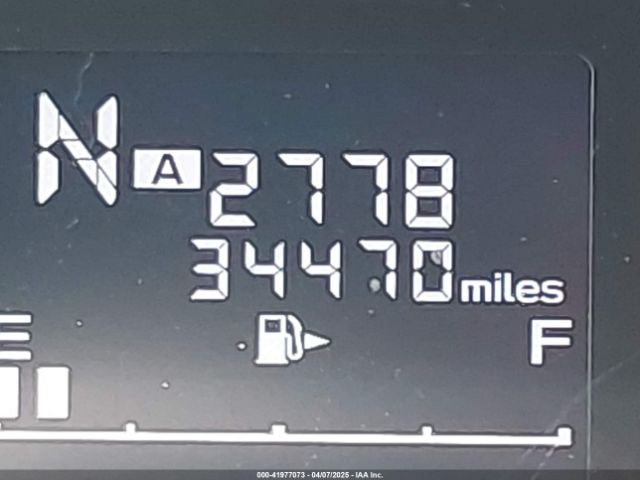 N A 2778
34470 miles
E F
000-41977073 - 04/07/2025 - IAA Inc.